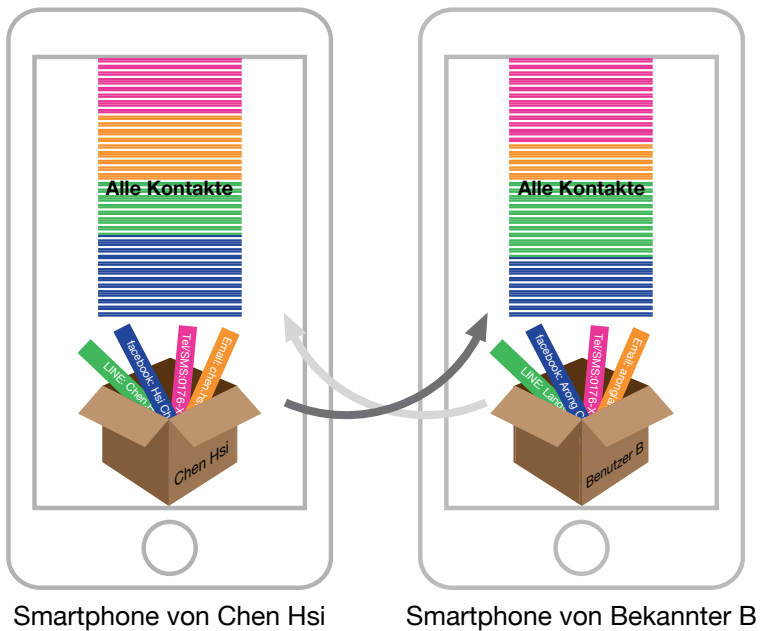 Alle Kontakte
Alle Kontakte
LINE: Chen
facebook: Hsi Ch
Tel/SMS:0176-X
Email: chen.hs
LINE:
facebook: Arong C
Tel/SMS:0176-X
Email: arongla
Chen Hsi
Benutzer B
Smartphone von Chen Hsi
Smartphone von Bekannter B